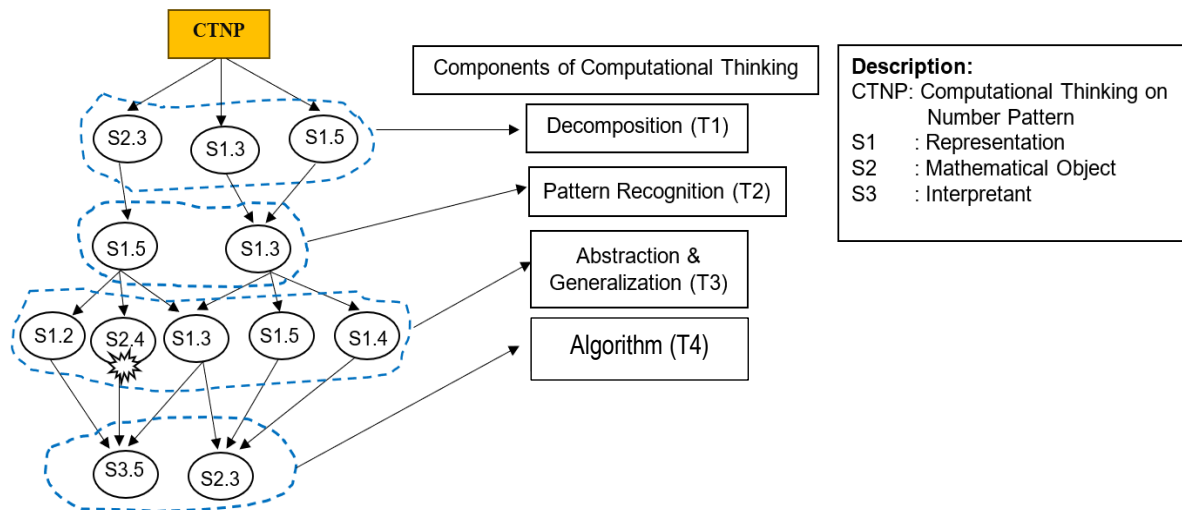 CTNP
Components of Computational Thinking
S2.3
S1.3
S1.5
Decomposition (T1)
S1.5
S1.3
Pattern Recognition (T2)
S1.2
S2.4
S1.3
S1.5
S1.4
Abstraction &
Generalization (T3)
S3.5
S2.3
Algorithm (T4)
Description:
CTNP: Computational Thinking on
Number Pattern
S1 : Representation
S2 : Mathematical Object
S3 : Interpretant